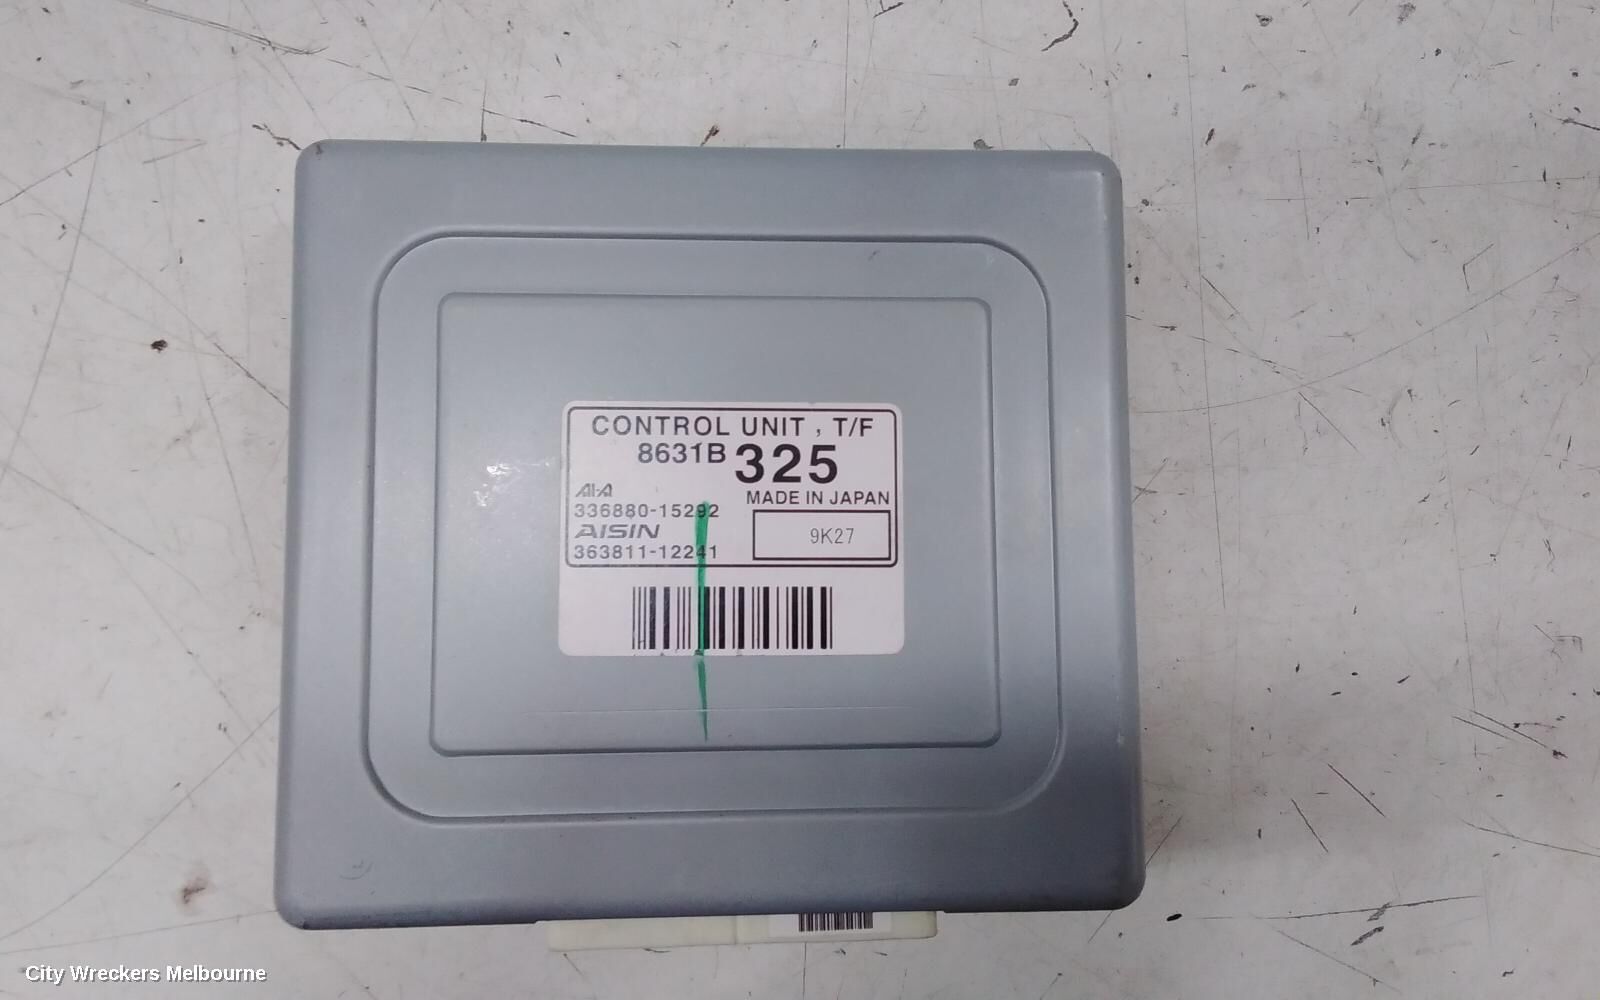 CONTROL UNIT , T/F
8631B 325
AI-A
MADE IN JAPAN
336880-15292
AISIN
9K27
363811-12241
City Wreckers Melbourne